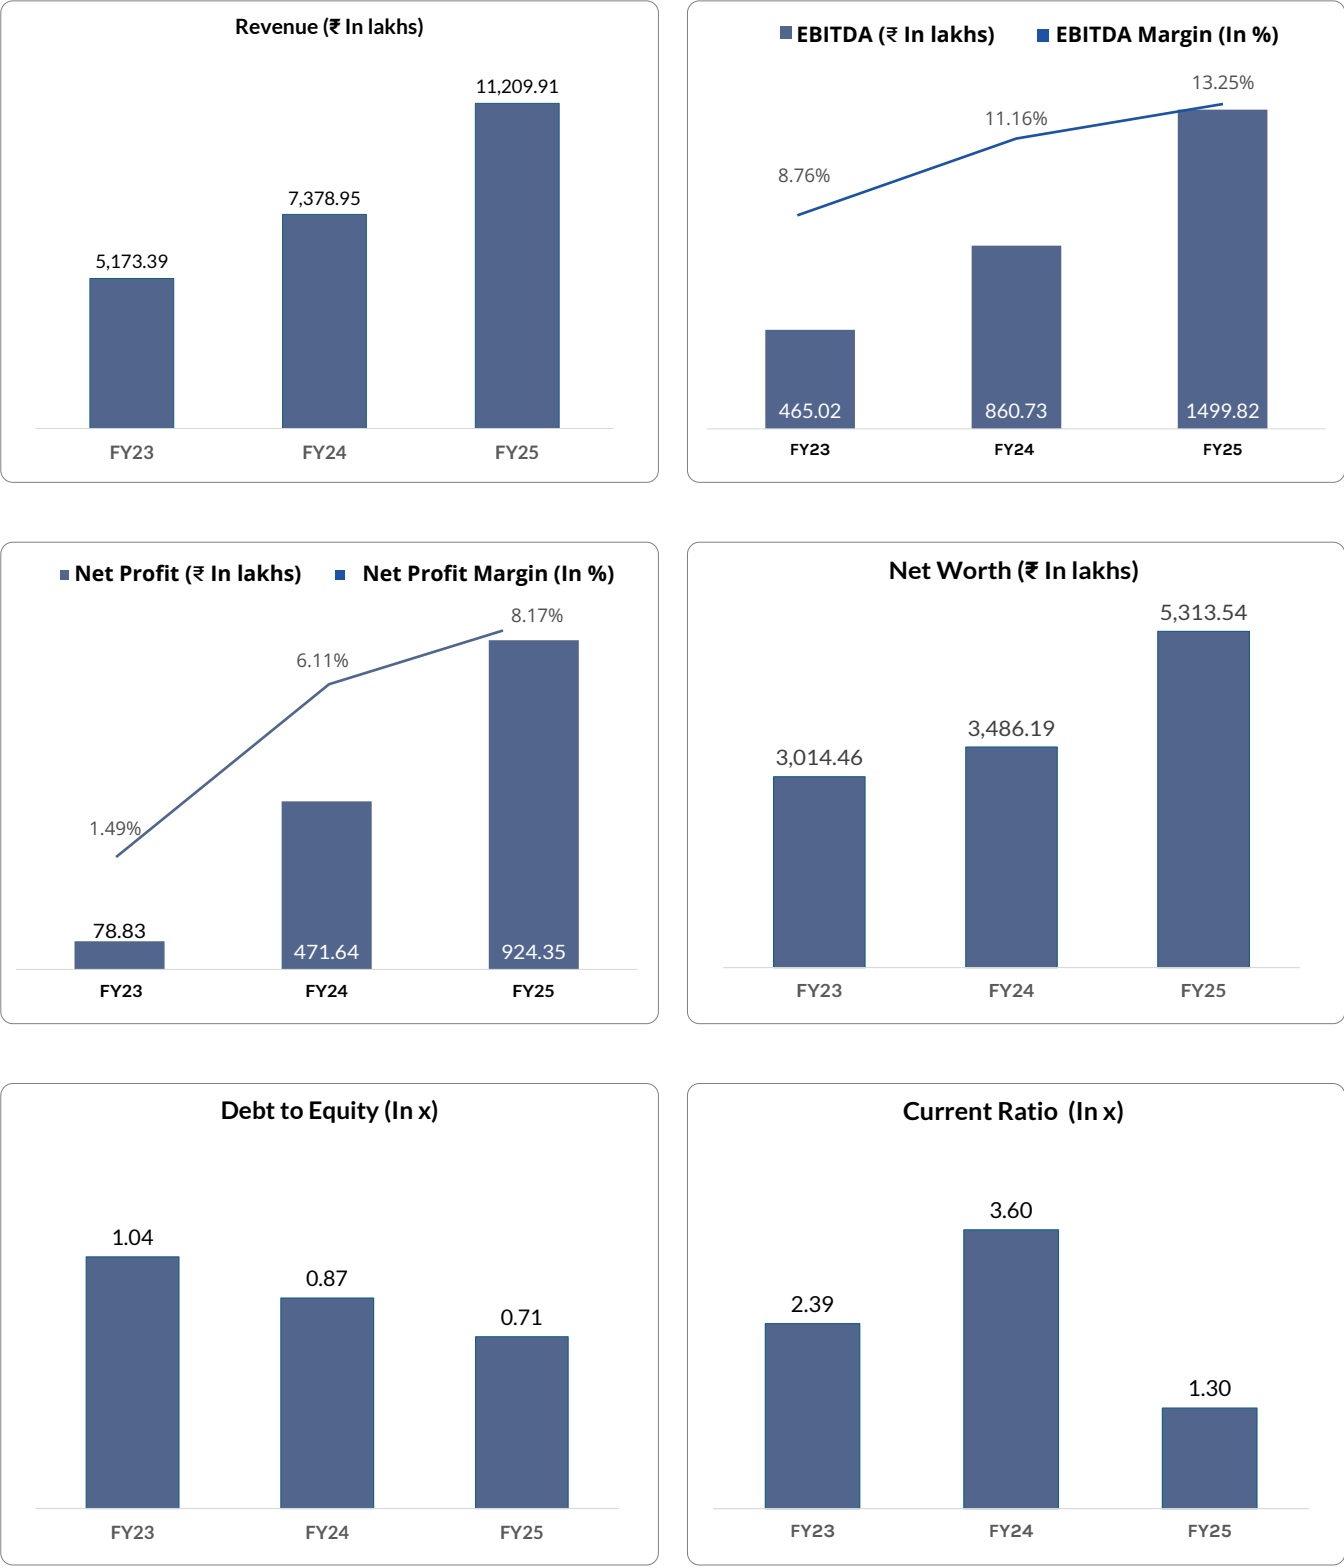 Revenue (₹ In lakhs)
11,209.91
7,378.95
5,173.39
FY23 FY24 FY25
EBITDA (₹ In lakhs) EBITDA Margin (In %)
13.25%
11.16%
8.76%
465.02 860.73 1499.82
FY23 FY24 FY25
Net Profit (₹ In lakhs) Net Profit Margin (In %)
8.17%
6.11%
1.49%
78.83
471.64 924.35
FY23 FY24 FY25
Net Worth (₹ In lakhs)
5,313.54
3,486.19
3,014.46
FY23 FY24 FY25
Debt to Equity (In x)
1.04
0.87
0.71
FY23 FY24 FY25
Current Ratio (In x)
3.60
2.39
1.30
FY23 FY24 FY25